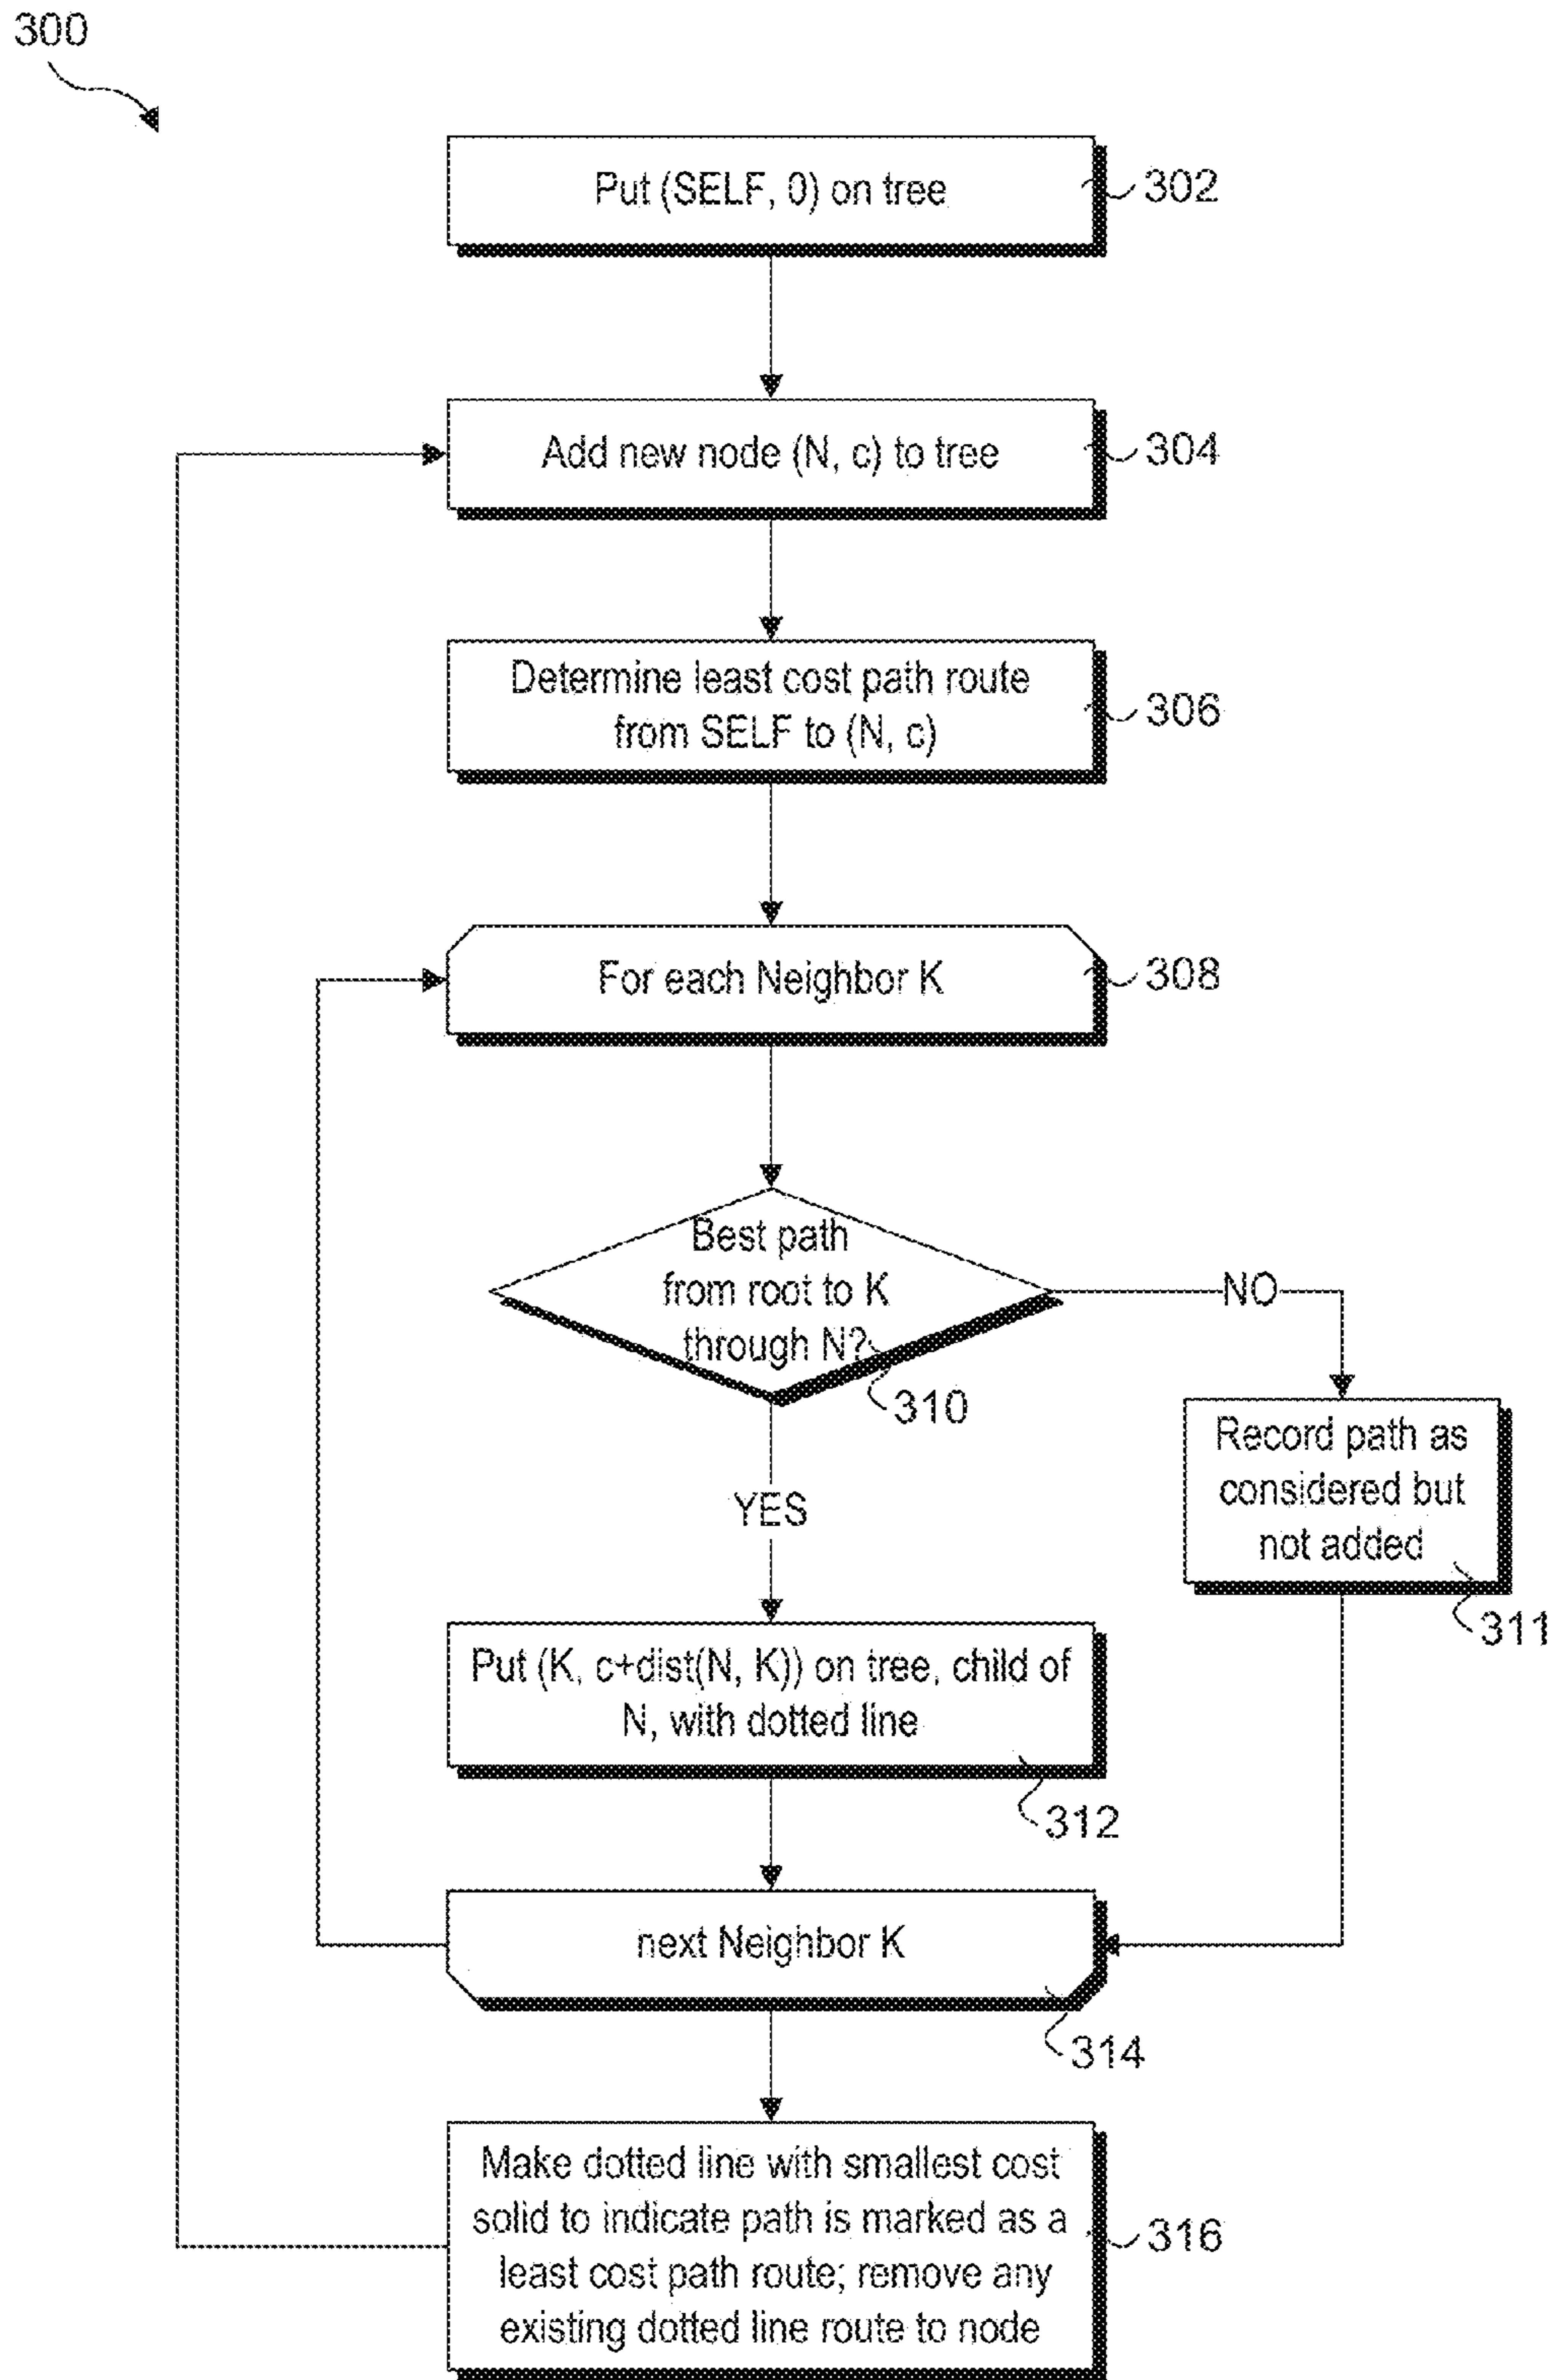 300
Put (SELF, 0) on tree
302
Add new node (N, c) to tree
304
Determine least cost path route
from SELF to (N, c)
306
For each Neighbor K
308
Best path
from root to K
through N?
310
NO
YES
Record path as
considered but
not added
311
Put (K, c+dist(N, K)) on tree, child of
N, with dotted line
312
next Neighbor K
314
Make dotted line with smallest cost
solid to indicate path is marked as a
least cost path route; remove any
existing dotted line route to node
316